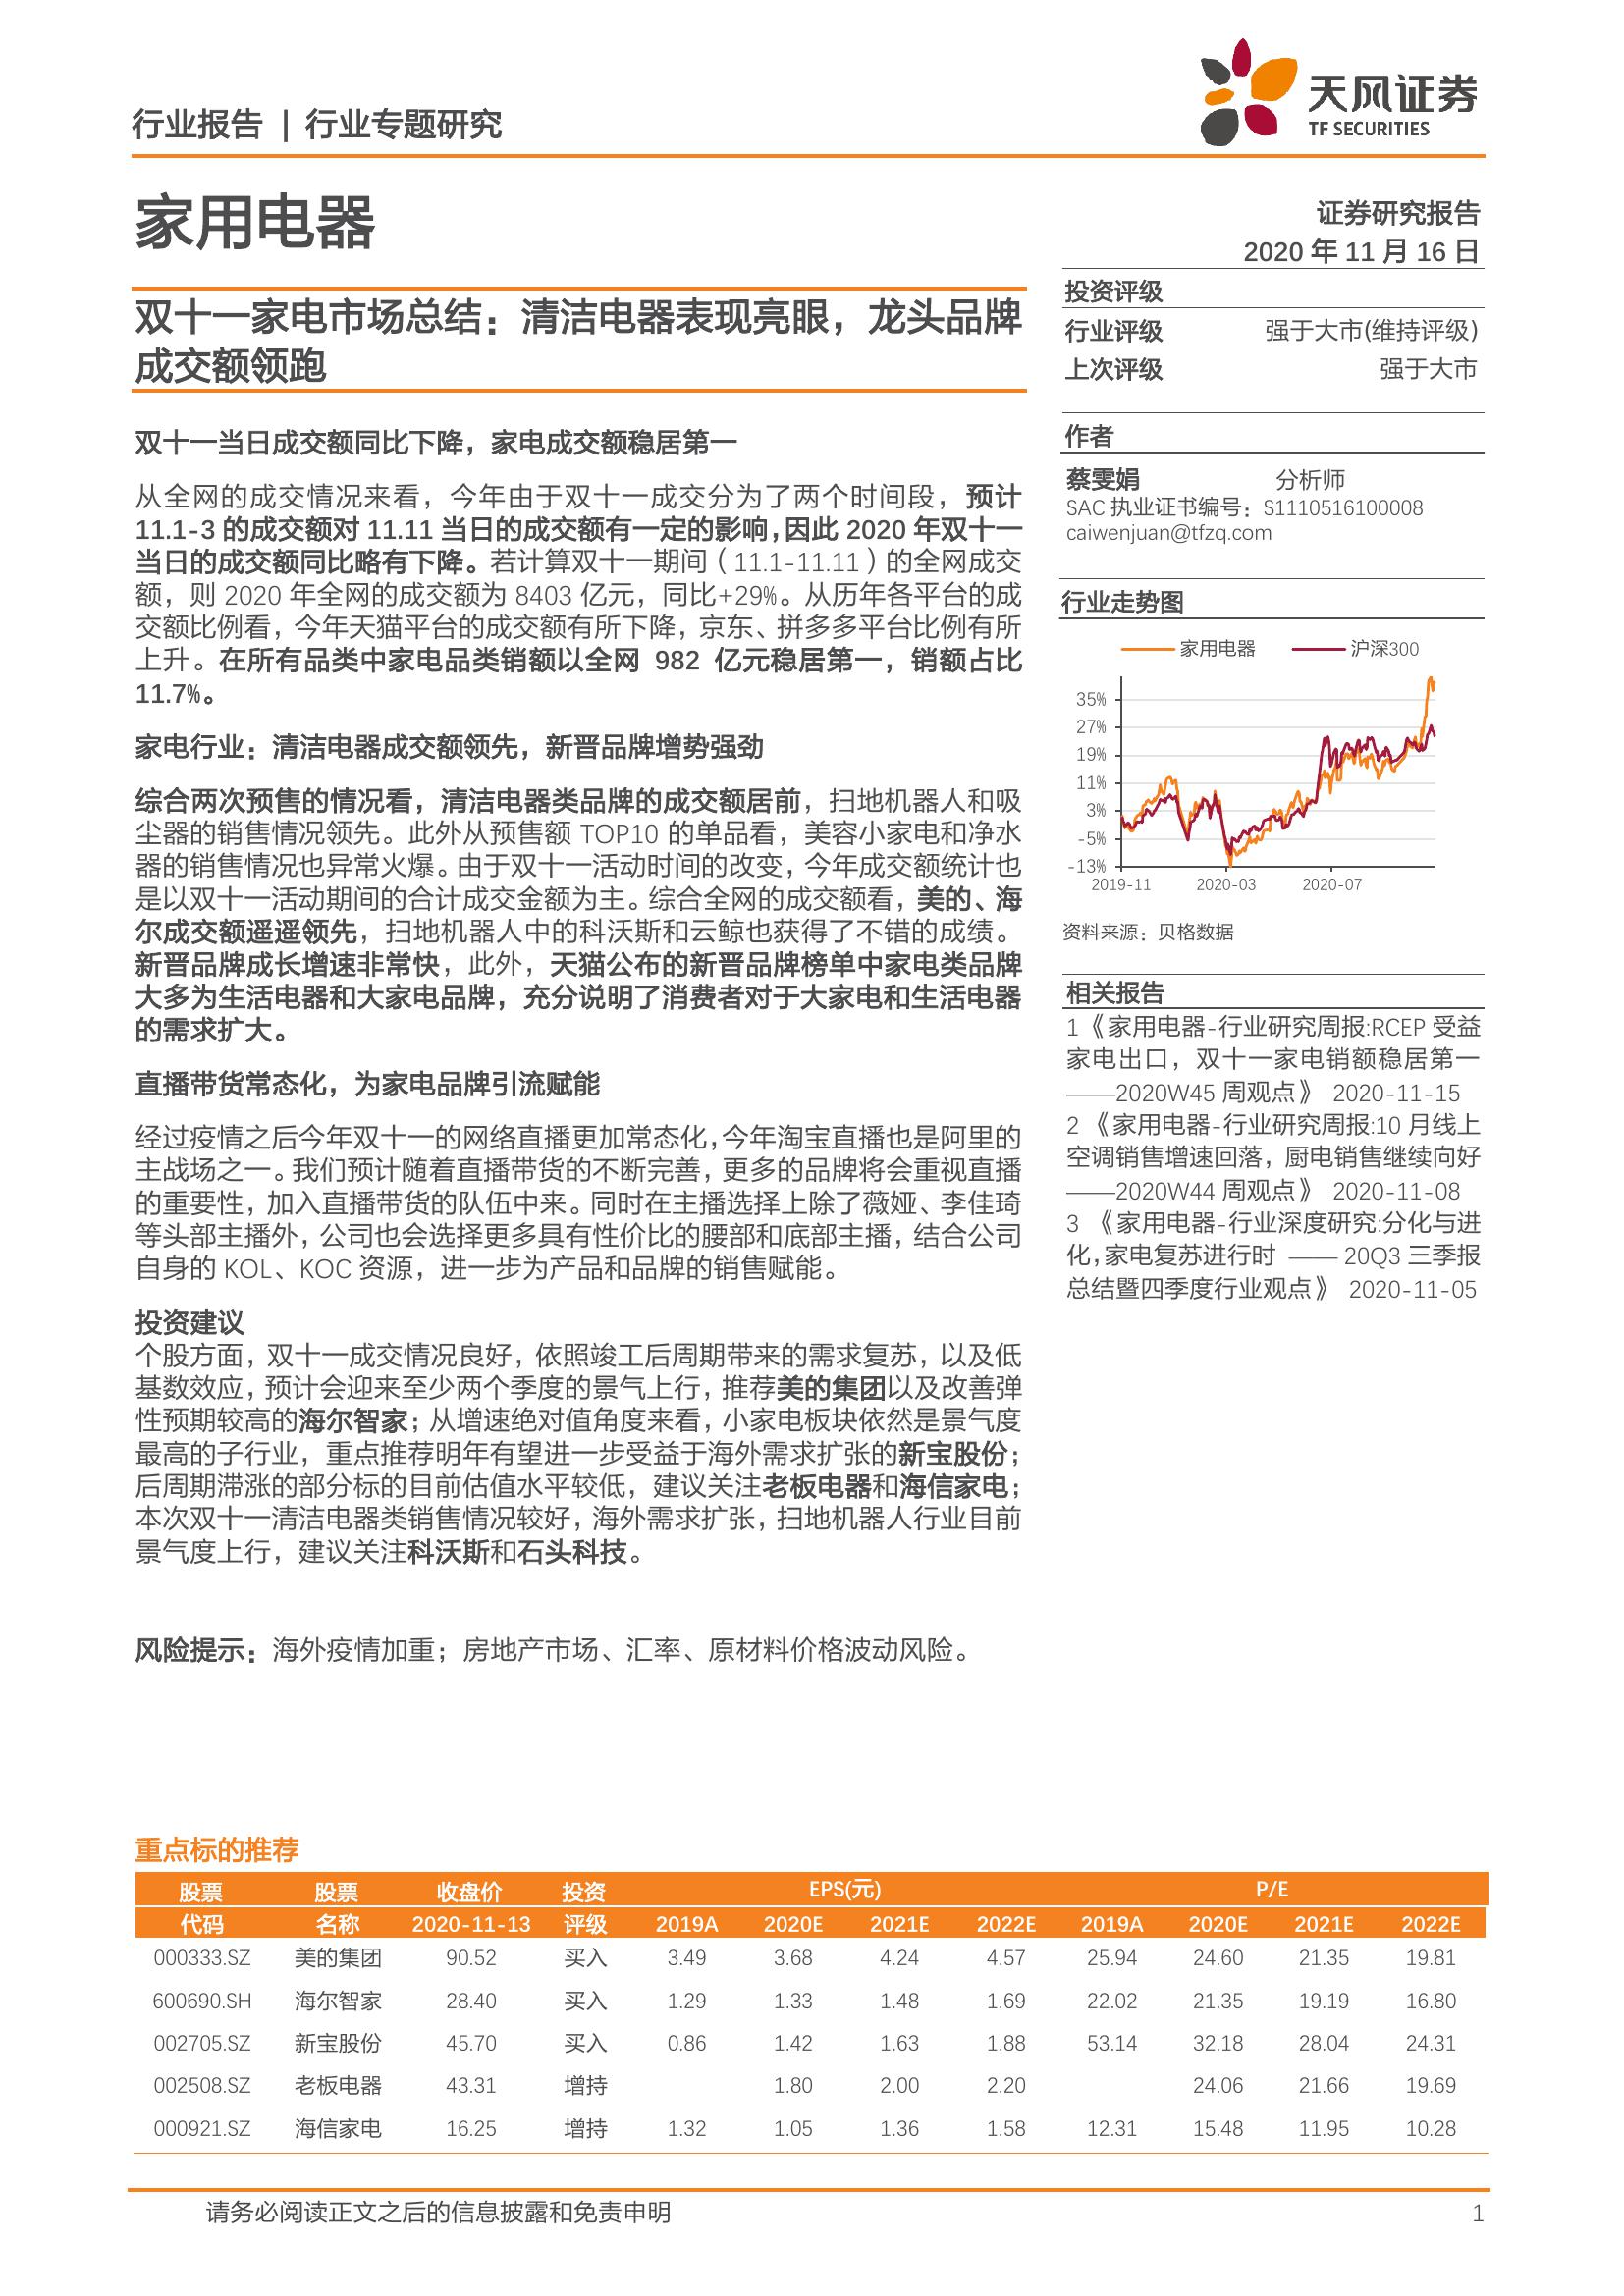 行业报告 | 行业专题研究
天风证券
TF SECURITIES
家用电器
证券研究报告
2020 年 11 月 16 日
双十一家电市场总结：清洁电器表现亮眼，龙头品牌
成交额领跑
双十一当日成交额同比下降，家电成交额稳居第一
从全网的成交情况来看，今年由于双十一成交分为了两个时间段，预计
11.1-3 的成交额对 11.11 当日的成交额有一定的影响，因此 2020 年双十一
当日的成交额同比略有下降。若计算双十一期间（11.1-11.11）的全网成交
额，则 2020 年全网的成交额为 8403 亿元，同比+29%。从历年各平台的成
交额比例看，今年天猫平台的成交额有所下降，京东、拼多多平台比例有所
上升。在所有品类中家电品类销额以全网 982 亿元稳居第一，销额占比
11.7%。
家电行业：清洁电器成交额领先，新晋品牌增势强劲
综合两次预售的情况看，清洁电器类品牌的成交额居前，扫地机器人和吸
尘器的销售情况领先。此外从预售额 TOP10 的单品看，美容小家电和净水
器的销售情况也异常火爆。由于双十一活动时间的改变，今年成交额统计也
是以双十一活动期间的合计成交金额为主。综合全网的成交额看，美的、海
尔成交额遥遥领先，扫地机器人中的科沃斯和云鲸也获得了不错的成绩。
新晋品牌成长增速非常快，此外，天猫公布的新晋品牌榜单中家电类品牌
大多为生活电器和大家电品牌，充分说明了消费者对于大家电和生活电器
的需求扩大。
直播带货常态化，为家电品牌引流赋能
经过疫情之后今年双十一的网络直播更加常态化，今年淘宝直播也是阿里的
主战场之一。我们预计随着直播带货的不断完善，更多的品牌将会重视直播
的重要性，加入直播带货的队伍中来。同时在主播选择上除了薇娅、李佳琦
等头部主播外，公司也会选择更多具有性价比的腰部和底部主播，结合公司
自身的 KOL、KOC 资源，进一步为产品和品牌的销售赋能。
投资建议
个股方面，双十一成交情况良好，依照竣工后周期带来的需求复苏，以及低
基数效应，预计会迎来至少两个季度的景气上行，推荐美的集团以及改善弹
性预期较高的海尔智家；从增速绝对值角度来看，小家电板块依然是景气度
最高的子行业，重点推荐明年有望进一步受益于海外需求扩张的新宝股份；
后周期滞涨的部分标的目前估值水平较低，建议关注老板电器和海信家电；
本次双十一清洁电器类销售情况较好，海外需求扩张，扫地机器人行业目前
景气度上行，建议关注科沃斯和石头科技。
风险提示：海外疫情加重；房地产市场、汇率、原材料价格波动风险。
投资评级
行业评级 强于大市(维持评级)
上次评级 强于大市
作者
蔡雯娟 分析师
SAC 执业证书编号：S1110516100008
caiwenjuan@tfzq.com
行业走势图
家用电器 沪深300
35%
27%
19%
11%
3%
-5%
-13%
2019-11 2020-03 2020-07
资料来源：贝格数据
相关报告
1《家用电器-行业研究周报:RCEP 受益
家电出口，双十一家电销额稳居第一
——2020W45 周观点》 2020-11-15
2 《家用电器-行业研究周报:10 月线上
空调销售增速回落，厨电销售继续向好
——2020W44 周观点》 2020-11-08
3 《家用电器-行业深度研究:分化与进
化,家电复苏进行时 —— 20Q3 三季报
总结暨四季度行业观点》 2020-11-05
重点标的推荐
股票 股票 收盘价 投资 EPS(元) P/E
代码 名称 2020-11-13 评级 2019A 2020E 2021E 2022E 2019A 2020E 2021E 2022E
000333.SZ 美的集团 90.52 买入 3.49 3.68 4.24 4.57 25.94 24.60 21.35 19.81
600690.SH 海尔智家 28.40 买入 1.29 1.33 1.48 1.69 22.02 21.35 19.19 16.80
002705.SZ 新宝股份 45.70 买入 0.86 1.42 1.63 1.88 53.14 32.18 28.04 24.31
002508.SZ 老板电器 43.31 增持 1.80 2.00 2.20 24.06 21.66 19.69
000921.SZ 海信家电 16.25 增持 1.32 1.05 1.36 1.58 12.31 15.48 11.95 10.28
请务必阅读正文之后的信息披露和免责申明 1